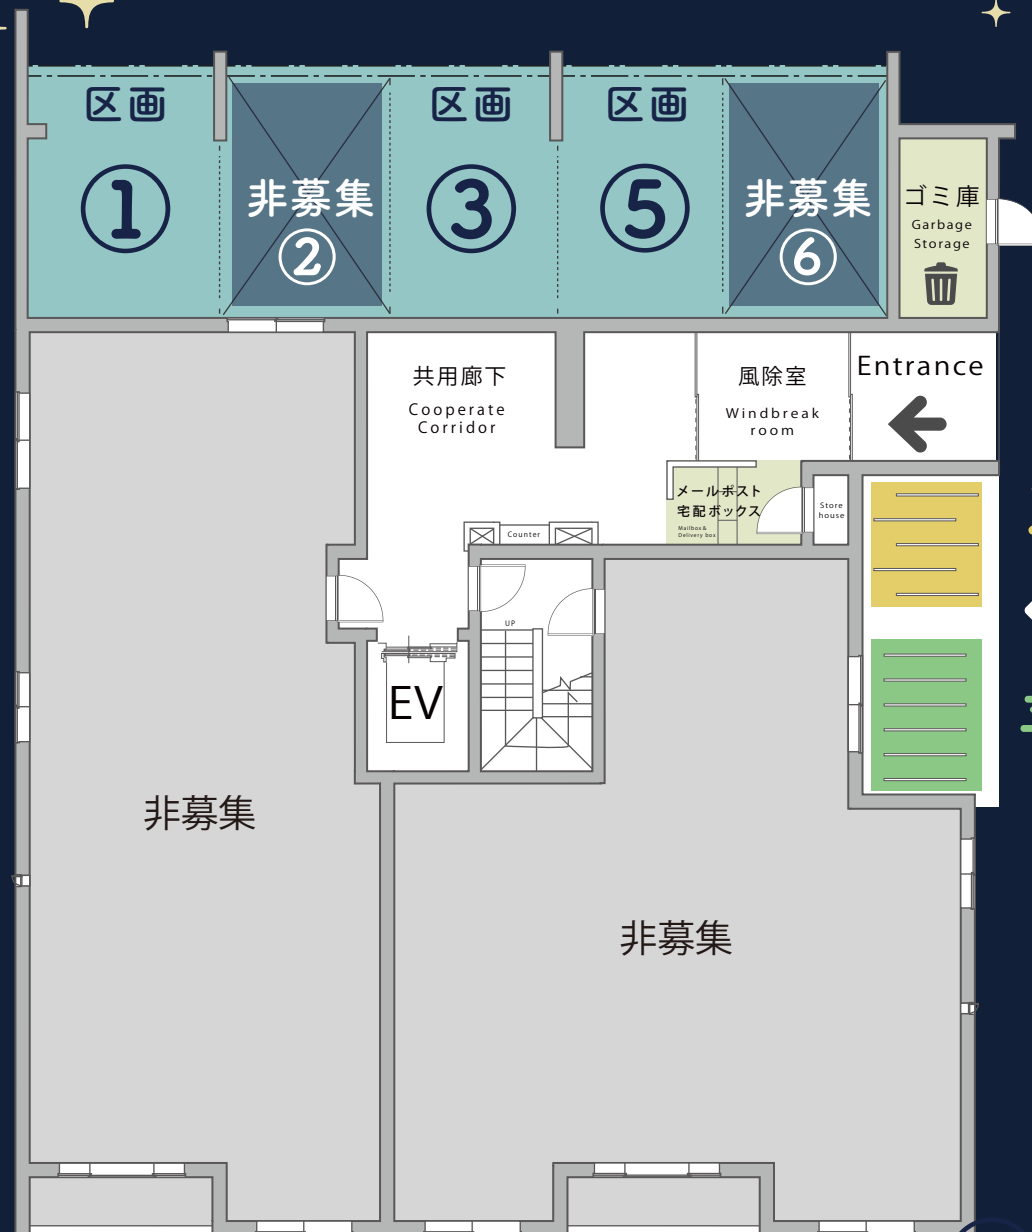 区画
①
非募集
②
区画
③
区画
⑤
非募集
⑥
ゴミ庫
Garbage
Storage
共用廊下
Cooperate
Corridor
風除室
Windbreak
room
Entrance
メールポスト
宅配ボックス
Mailbox &
Delivery box
Store
house
Counter
UP
EV
非募集
非募集